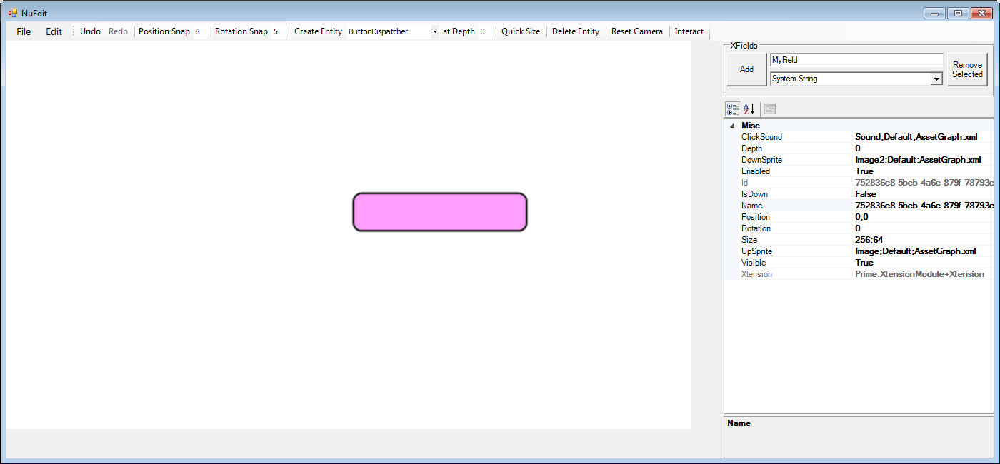 NuEdit
File Edit Undo Redo Position Snap 8 Rotation Snap 5 Create Entity ButtonDispatcher at Depth 0 Quick Size Delete Entity Reset Camera Interact
XFields
Add
MyField
System.String
Remove
Selected
Misc
ClickSound Sound;Default;AssetGraph.xml
Depth 0
DownSprite Image2;Default;AssetGraph.xml
Enabled True
Id 752836c8-5beb-4a6e-879f-78793c
IsDown False
Name 752836c8-5beb-4a6e-879f-78793c
Position 0;0
Rotation 0
Size 256;64
UpSprite Image;Default;AssetGraph.xml
Visible True
Xtension Prime.XtensionModule+Xtension
Name